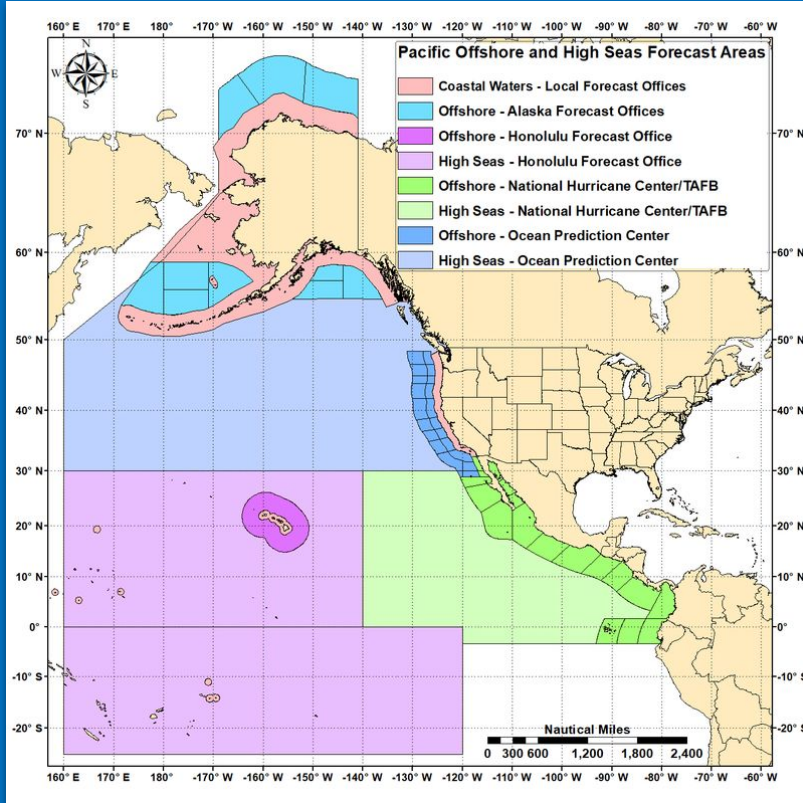 160° E 170° E 180° -170° W -160° W -150° W -140° W -130° W -120° W -110° W -100° W -90° W -80° W -70° W -60° W
N
W E
S
Pacific Offshore and High Seas Forecast Areas
Coastal Waters - Local Forecast Offices
Offshore - Alaska Forecast Offices
Offshore - Honolulu Forecast Office
High Seas - Honolulu Forecast Office
Offshore - National Hurricane Center/TAFB
High Seas - National Hurricane Center/TAFB
Offshore - Ocean Prediction Center
High Seas - Ocean Prediction Center
70° N 70° N
60° N 60° N
50° N 50° N
40° N 40° N
30° N 30° N
20° N 20° N
10° N 10° N
0° 0°
-10° S -10° S
-20° S -20° S
Nautical Miles
0 300 600 1,200 1,800 2,400
160° E 170° E 180° -170° W -160° W -150° W -140° W -130° W -120° W -110° W -100° W -90° W -80° W -70° W -60° W